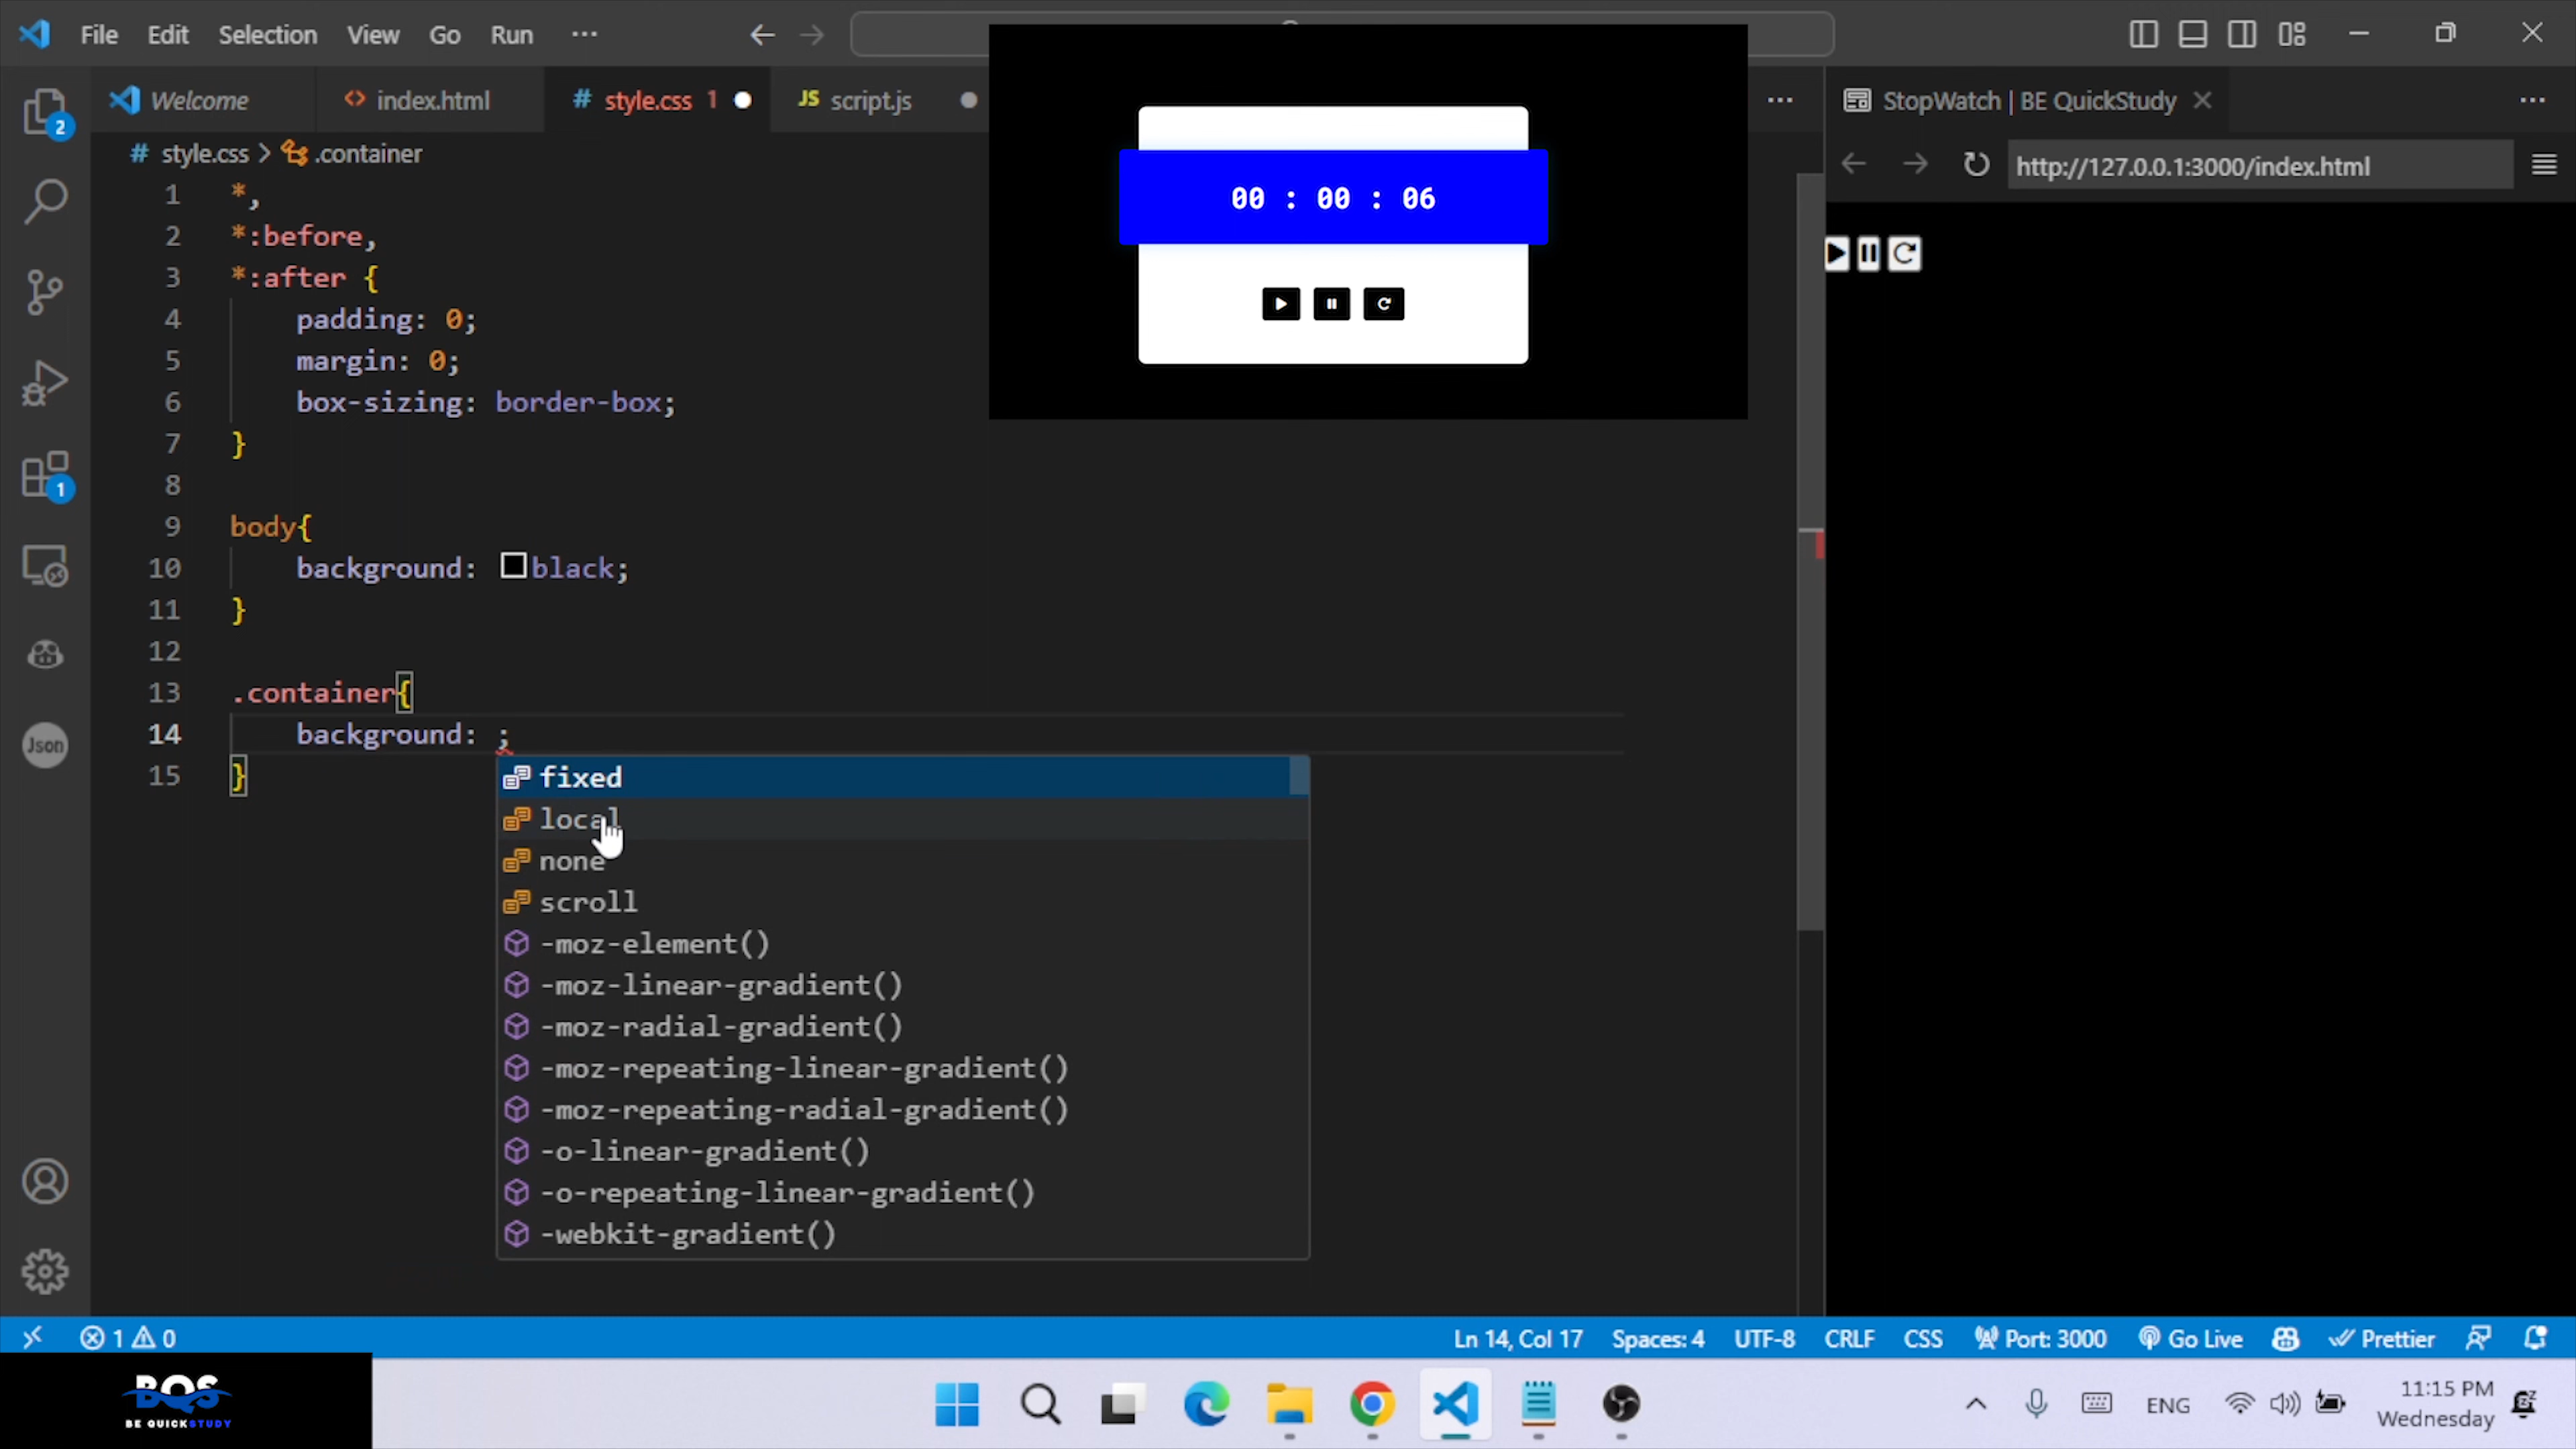 File Edit Selection View Go Run ···
Welcome index.html style.css 1 script.js
StopWatch | BE QuickStudy
style.css > .container
http://127.0.0.1:3000/index.html
1 *,
2 *:before,
3 *:after {
4 padding: 0;
5 margin: 0;
6 box-sizing: border-box;
7 }
8
9 body{
10 background: black;
11 }
12
13 .container{
14 background: ;
15 }
00 : 00 : 06
fixed
local
none
scroll
-moz-element()
-moz-linear-gradient()
-moz-radial-gradient()
-moz-repeating-linear-gradient()
-moz-repeating-radial-gradient()
-o-linear-gradient()
-o-repeating-linear-gradient()
-webkit-gradient()
2
1
Json
1 0 Ln 14, Col 17 Spaces: 4 UTF-8 CRLF CSS Port: 3000 Go Live Prettier
BQS
BE QUICKSTUDY
ENG
11:15 PM
Wednesday